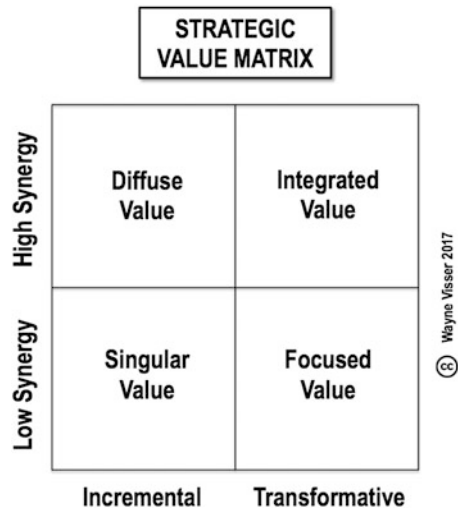 STRATEGIC
VALUE MATRIX
High Synergy
Diffuse
Value
Integrated
Value
Low Synergy
Singular
Value
Focused
Value
Incremental
Transformative
cc Wayne Visser 2017